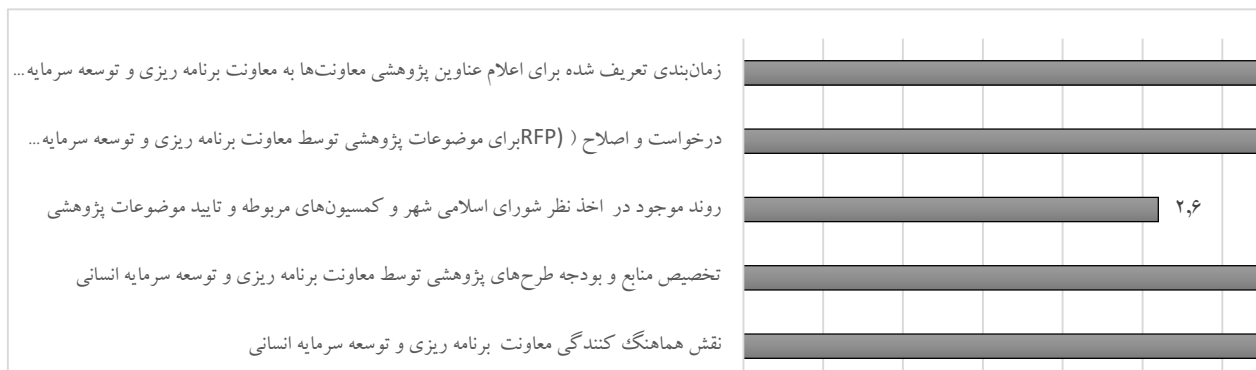 زمان‌بندی تعریف شده برای اعلام عناوین پژوهشی معاونت‌ها به معاونت برنامه ریزی و توسعه سرمایه...
درخواست و اصلاح ( (RFPبرای موضوعات پژوهشی توسط معاونت برنامه ریزی و توسعه سرمایه...
روند موجود در اخذ نظر شورای اسلامی شهر و کمسیون‌های مربوطه و تایید موضوعات پژوهشی
۲,۶
تخصیص منابع و بودجه طرح‌های پژوهشی توسط معاونت برنامه ریزی و توسعه سرمایه انسانی
نقش هماهنگ کنندگی معاونت برنامه ریزی و توسعه سرمایه انسانی